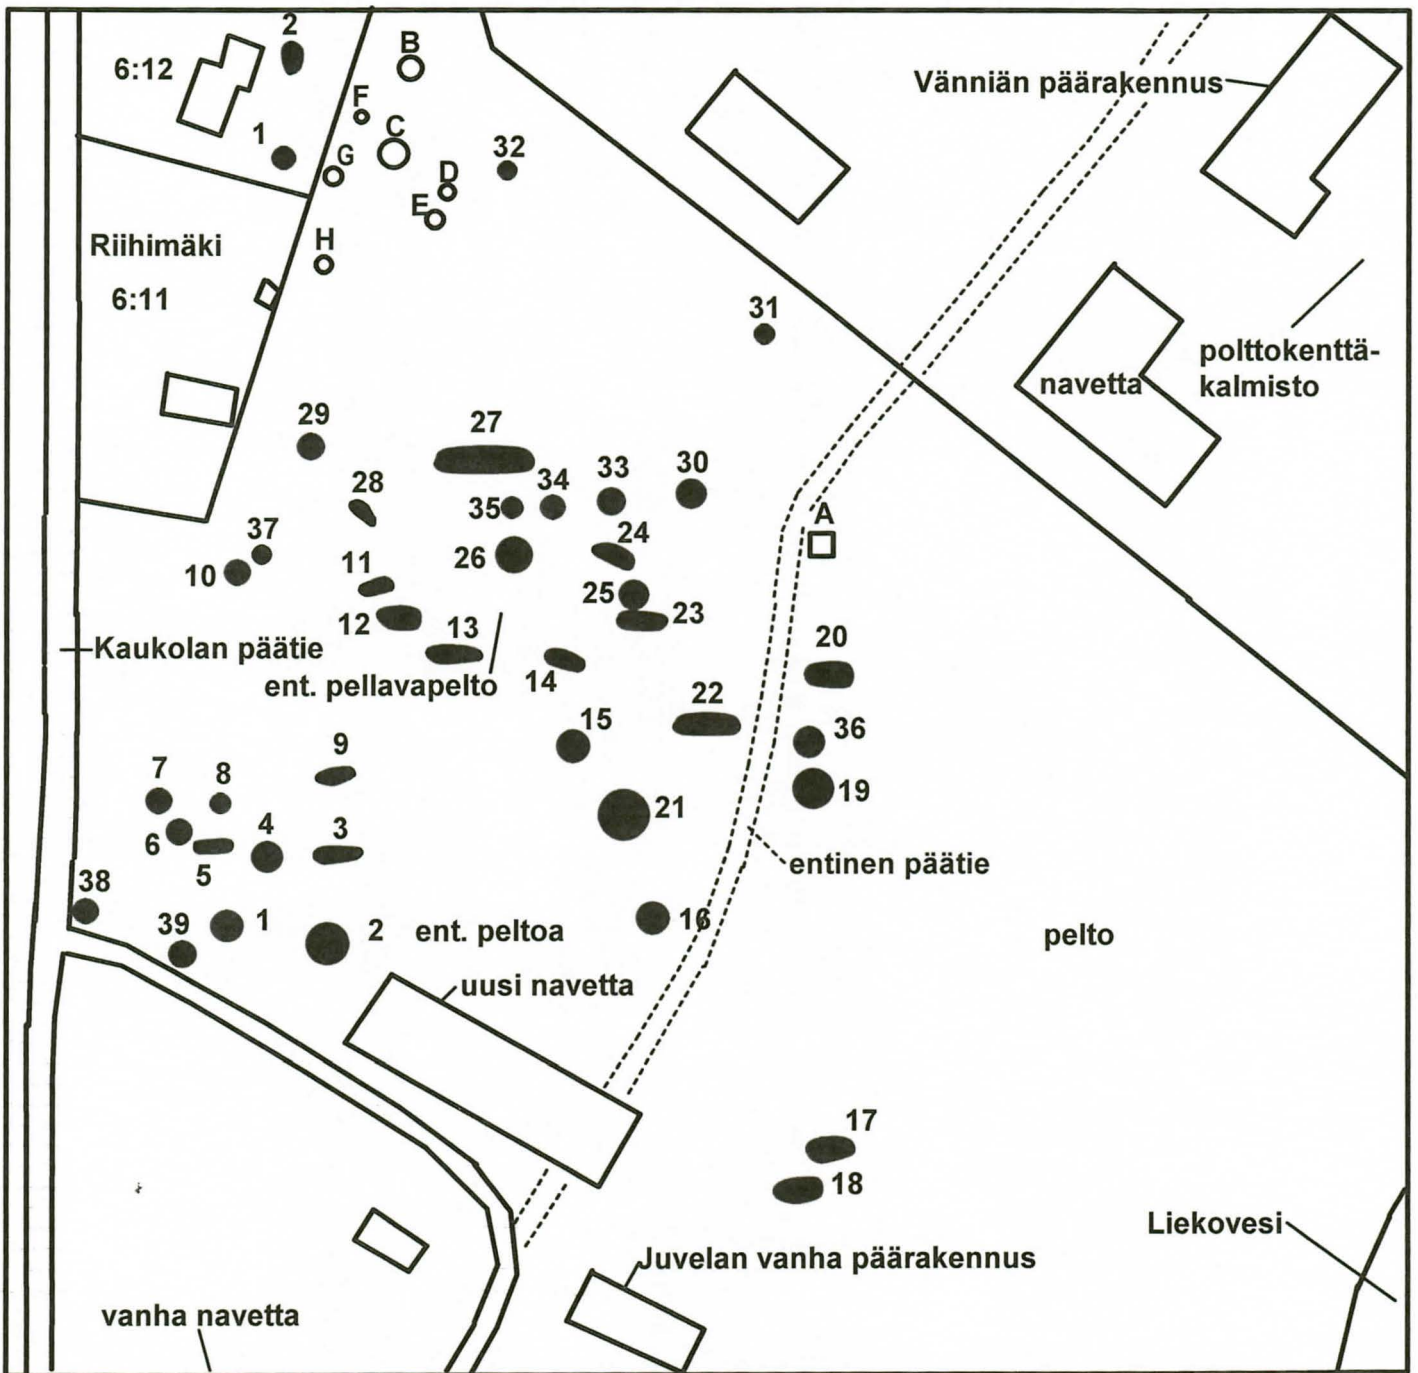 2
B
6:12
Vänniän päärakennus
F
C
1
G
32
D
E
Riihimäki
H
6:11
31
polttokenttä-
kalmisto
navetta
29
27
28
35
34
33
30
A
37
10
11
26
24
12
13
25
23
Kaukolan päätie
ent. pellavapelto
14
20
22
15
36
9
7
8
19
21
6
5
4
3
entinen päätie
38
39
1
2
ent. peltoa
16
pelto
uusi navetta
17
18
Liekovesi
Juvelan vanha päärakennus
vanha navetta